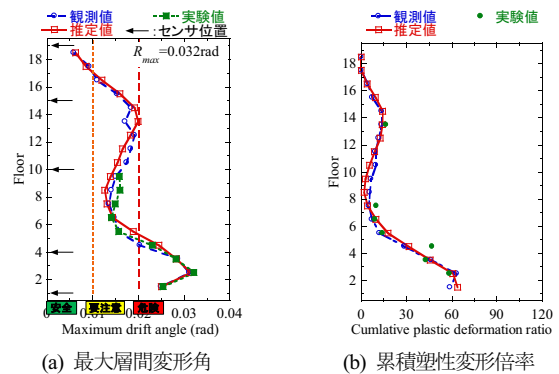 観測値 実験値 観測値 実験値
推定値 :センサ位置 推定値
R max=0.032rad
18
16
14
12
10
8
6
4
2
Floor
安全 要注意 危険
0.01 0.02 0.03 0.04
Maximum drift angle (rad)
(a) 最大層間変形角
18
16
14
12
10
8
6
4
2
Floor
0 30 60 90 120
Cumlative plastic deformation ratio
(b) 累積塑性変形倍率